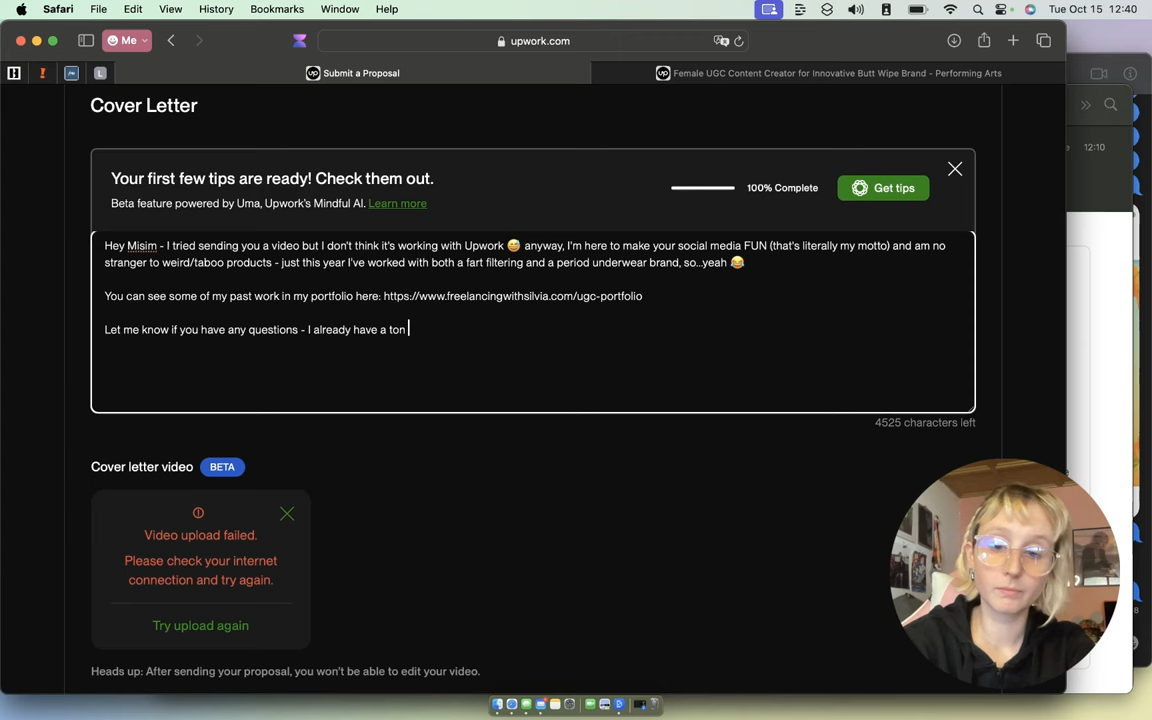 Safari File Edit View History Bookmarks Window Help Tue Oct 15 12:40
Me upwork.com
L up Submit a Proposal up Female UGC Content Creator for Innovative Butt Wipe Brand - Performing Arts
12:10
Cover Letter
Your first few tips are ready! Check them out.
Beta feature powered by Uma, Upwork's Mindful AI. Learn more
100% Complete
Get tips
Hey Misim - I tried sending you a video but I don't think it's working with Upwork 😅 anyway, I'm here to make your social media FUN (that's literally my motto) and am no
stranger to weird/taboo products - just this year I've worked with both a fart filtering and a period underwear brand, so...yeah 😂
You can see some of my past work in my portfolio here: https://www.freelancingwithsilvia.com/ugc-portfolio
Let me know if you have any questions - I already have a ton
4525 characters left
Cover letter video BETA
Video upload failed.
Please check your internet
connection and try again.
Try upload again
Heads up: After sending your proposal, you won't be able to edit your video.